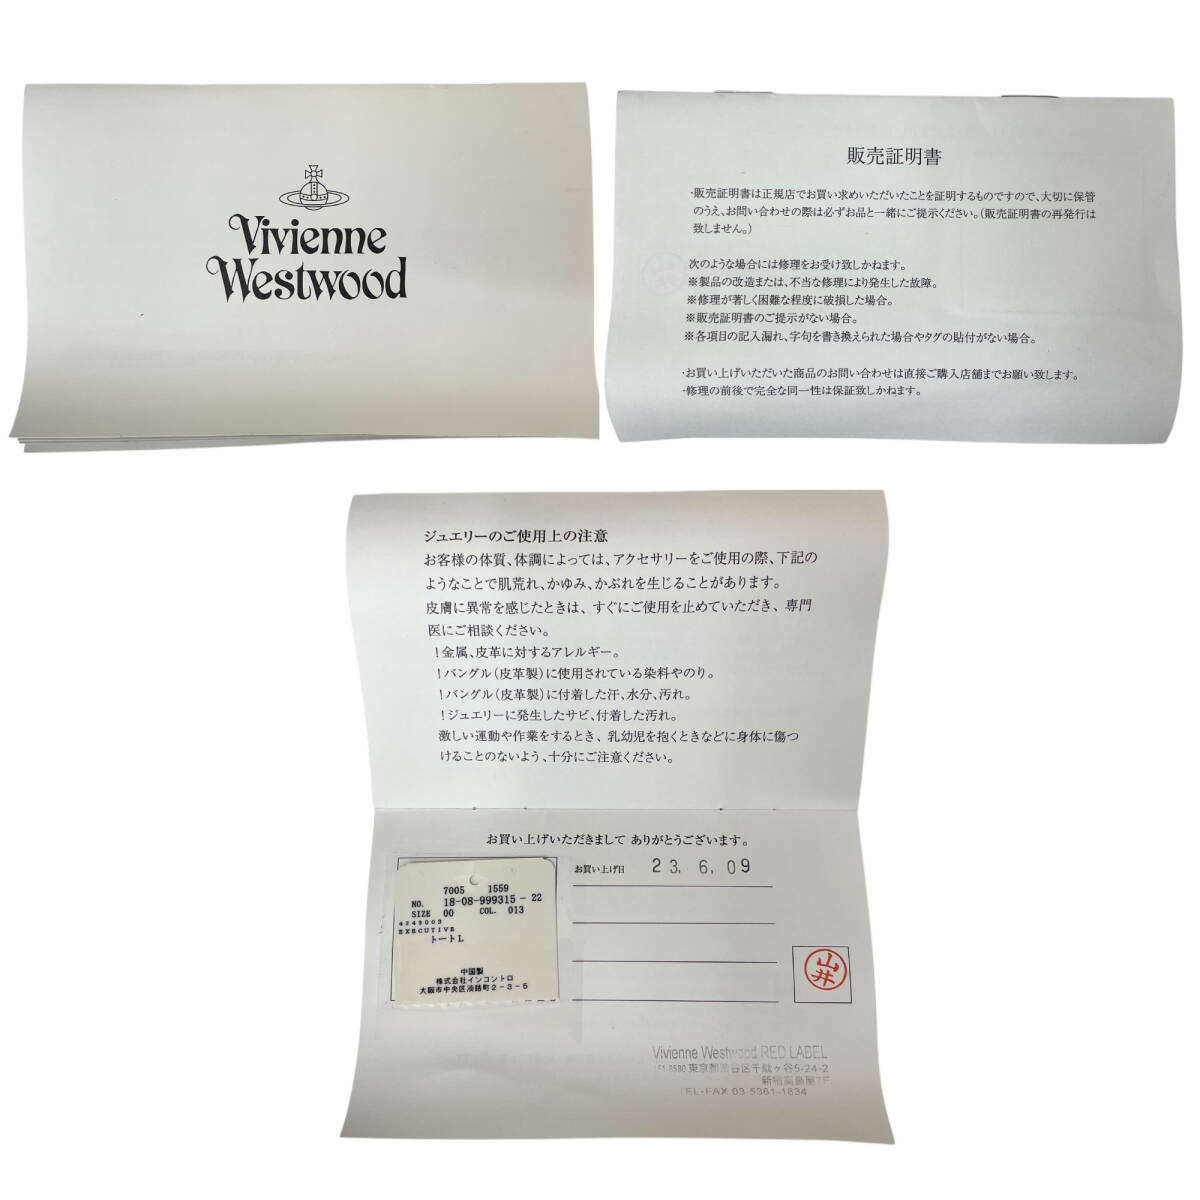 Vivienne
Westwood
販売証明書
・販売証明書は正規店でお買い求めいただいたことを証明するものですので、大切に保管
のうえ、お問い合わせの際は必ずお品と一緒にご提示ください。（販売証明書の再発行は
致しません。）
次のような場合には修理をお受け致しかねます。
※製品の改造または、不当な修理により発生した故障。
※修理が著しく困難な程度に破損した場合。
※販売証明書のご提示がない場合。
※各項目の記入漏れ、字句を書き換えられた場合やタグの貼付がない場合。
・お買い上げいただいた商品のお問い合わせは直接ご購入店舗までお願い致します。
・修理の前後で完全な同一性は保証致しかねます。
ジュエリーのご使用上の注意
お客様の体質、体調によっては、アクセサリーをご使用の際、下記の
ようなことで肌荒れ、かゆみ、かぶれを生じることがあります。
皮膚に異常を感じたときは、すぐにご使用を止めていただき、専門
医にご相談ください。
！金属、皮革に対するアレルギー。
！バングル（皮革製）に使用されている染料やのり。
！バングル（皮革製）に付着した汗、水分、汚れ。
！ジュエリーに発生したサビ、付着した汚れ。
激しい運動や作業をするとき、乳幼児を抱くときなどに身体に傷つ
けることのないよう、十分にご注意ください。
お買い上げいただきまして ありがとうございます。
お買い上げ日 23. 6. 09
7005 1559
NO. 18-08-999315-22
SIZE 00 COL. 013
4249003
EXECUTIVE
トートL
中国製
株式会社インコントロ
大阪市中央区淡路町2-3-5
山井
Vivienne Westwood RED LABEL
151-8580 東京都渋谷区千駄ヶ谷5-24-2
新宿高島屋7F
TEL・FAX 03-5361-1834